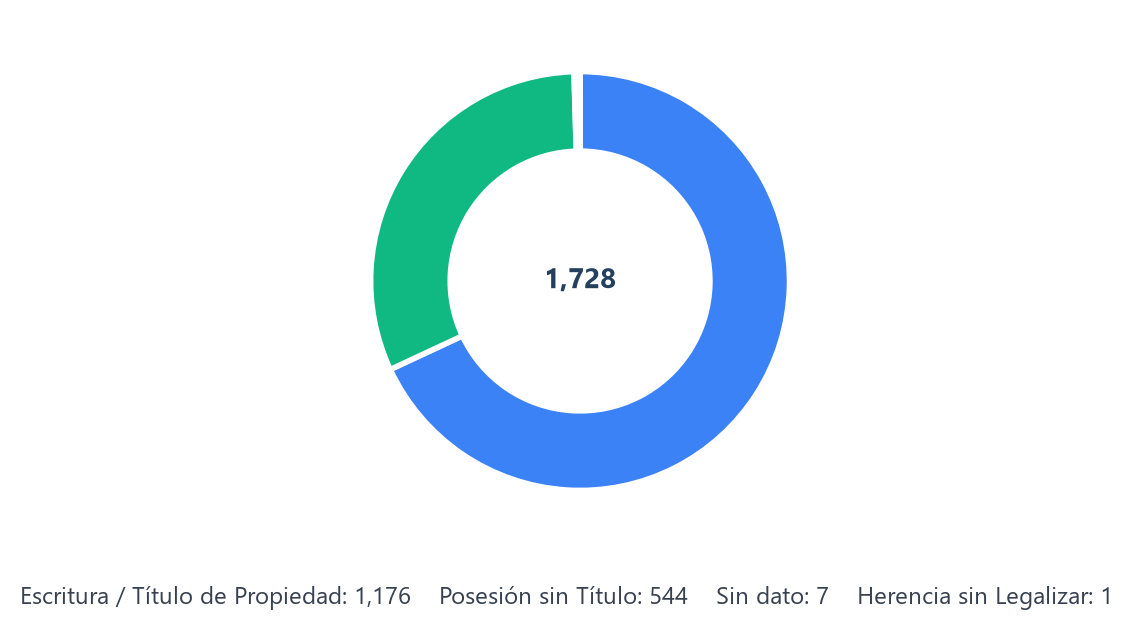 1,728
Escritura / Título de Propiedad: 1,176 Posesión sin Título: 544 Sin dato: 7 Herencia sin Legalizar: 1